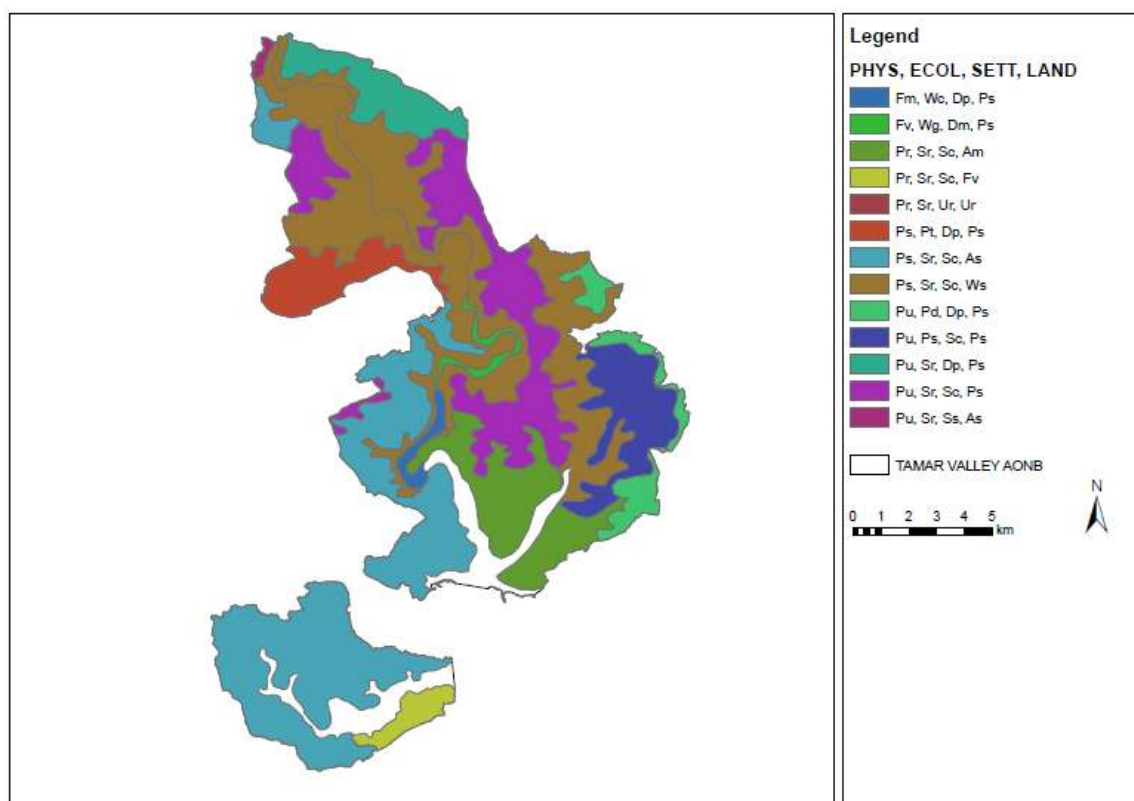 Legend
PHYS, ECOL, SETT, LAND
Fm, Wc, Dp, Ps
Fv, Wg, Dm, Ps
Pr, Sr, Sc, Am
Pr, Sr, Sc, Fv
Pr, Sr, Ur, Ur
Ps, Pt, Dp, Ps
Ps, Sr, Sc, As
Ps, Sr, Sc, Ws
Pu, Pd, Dp, Ps
Pu, Ps, Sc, Ps
Pu, Sr, Dp, Ps
Pu, Sr, Sc, Ps
Pu, Sr, Ss, As
TAMAR VALLEY AONB
N
0 1 2 3 4 5
km